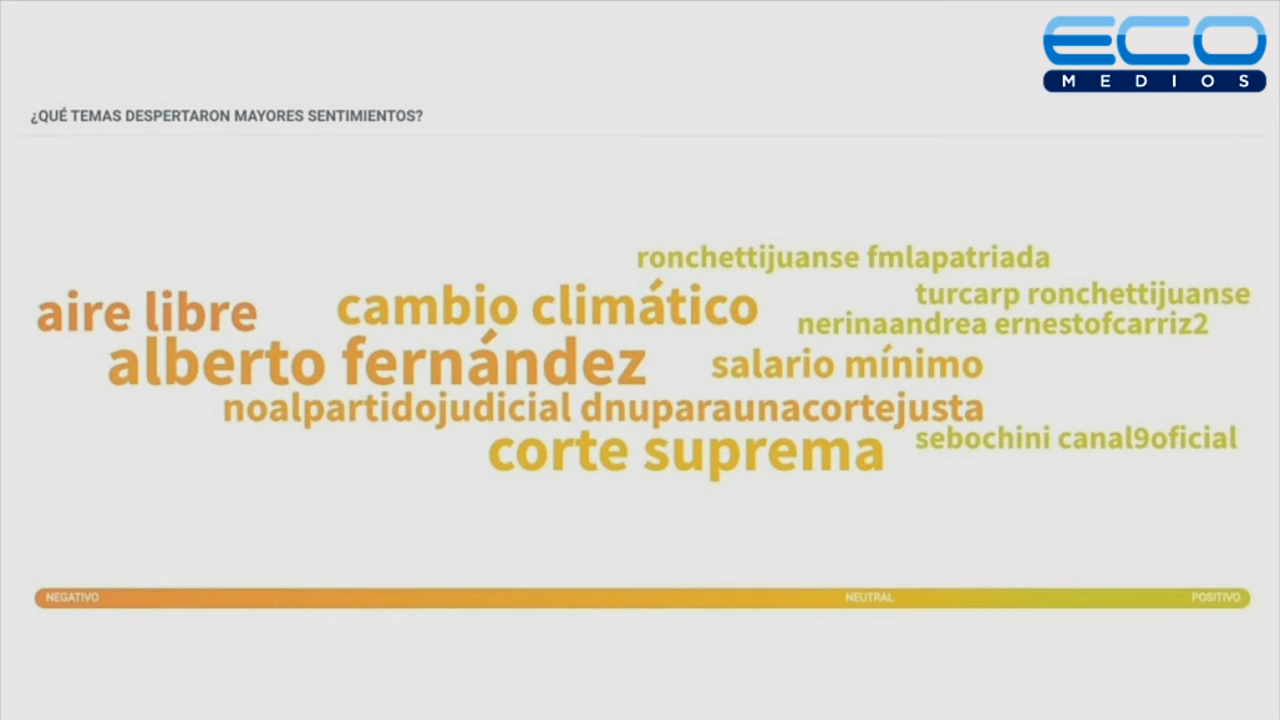 ECO
MEDIOS
¿QUÉ TEMAS DESPERTARON MAYORES SENTIMIENTOS?
ronchettijuanse fmlapatriada
turcarp ronchettijuanse
aire libre
cambio climático
nerinaandrea ernestofcarriz2
alberto fernández
salario mínimo
noalpartidojudicial dnuparaunacortejusta
corte suprema
sebochini canal9oficial
NEGATIVO
NEUTRAL
POSITIVO